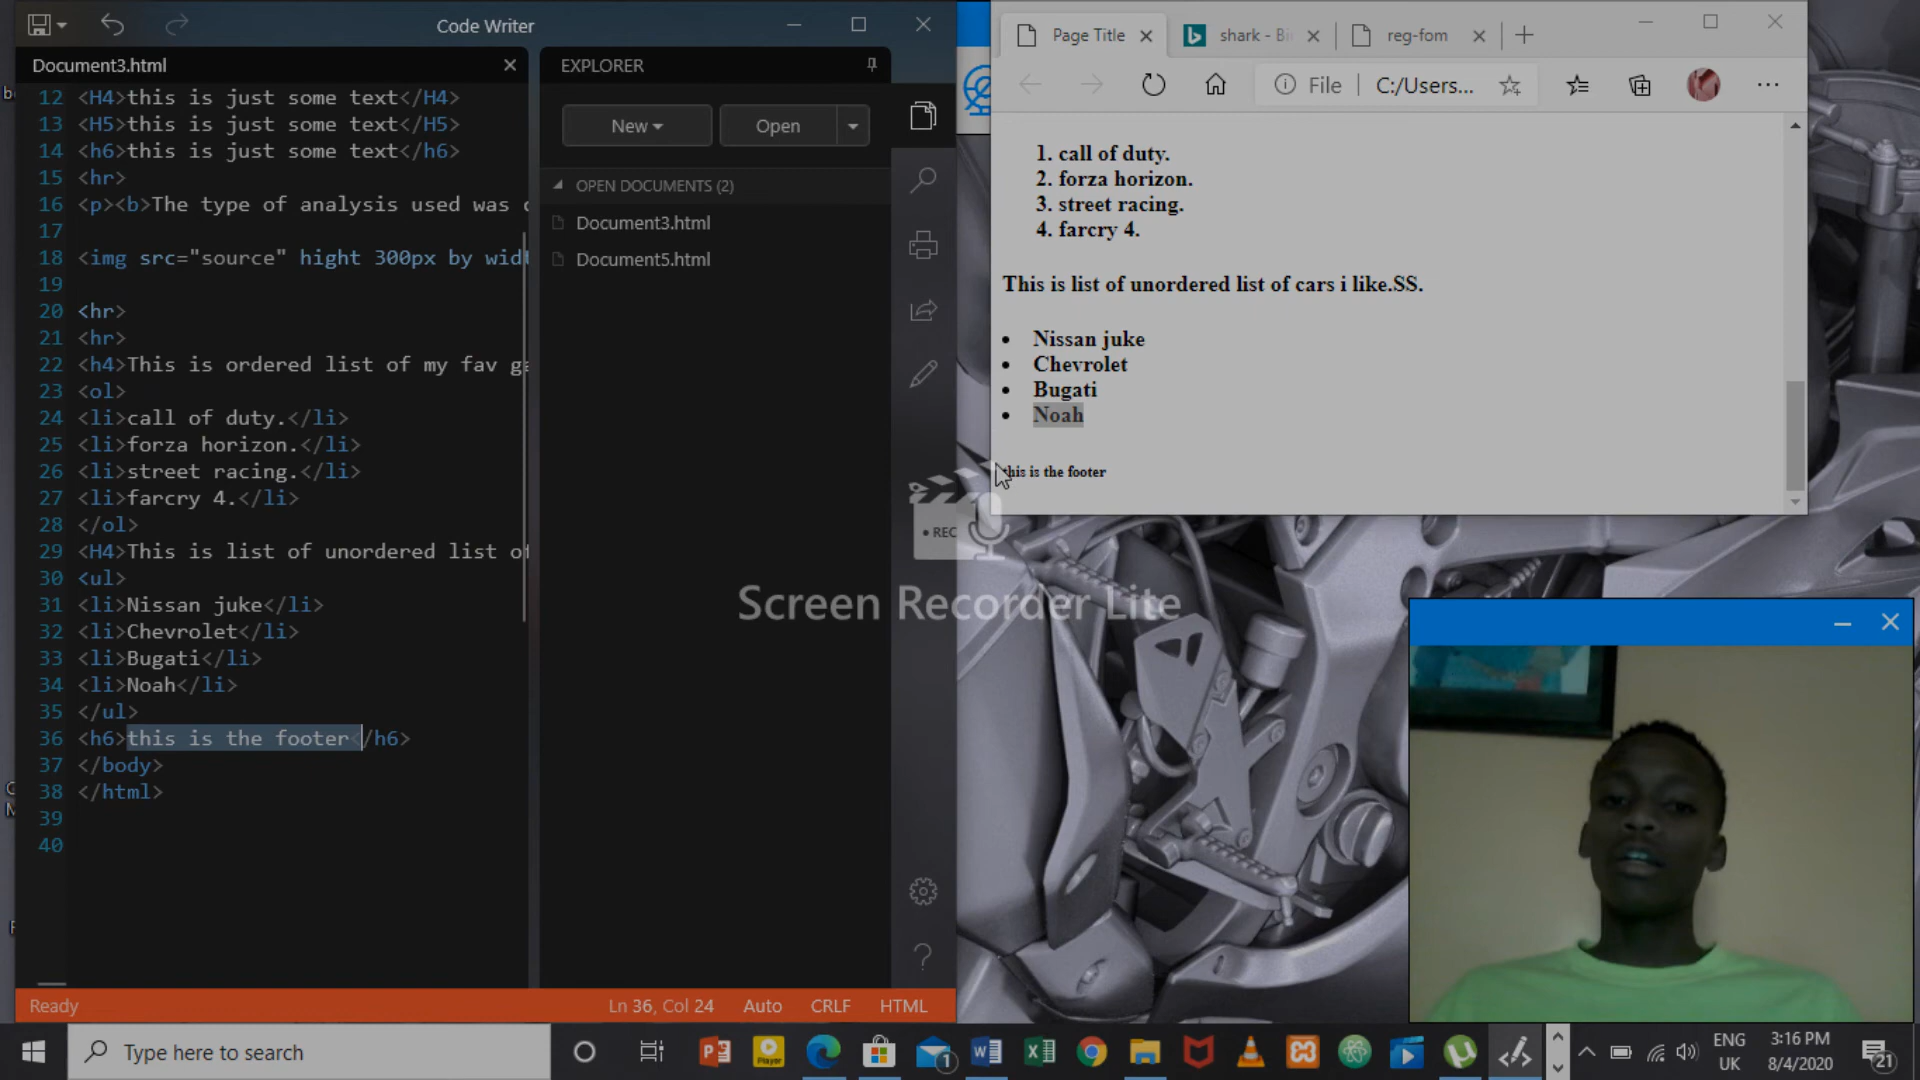 Code Writer
Document3.html
12 <H4>this is just some text</H4>
13 <H5>this is just some text</H5>
14 <h6>this is just some text</h6>
15 <hr>
16 <p><b>The type of analysis used was
17
18 <img src="source" hight 300px by
19
20 <hr>
21 <hr>
22 <h4>This is ordered list of my fav
23 <ol>
24 <li>call of duty.</li>
25 <li>forza horizon.</li>
26 <li>street racing.</li>
27 <li>farcry 4.</li>
28 </ol>
29 <H4>This is list of unordered list
30 <ul>
31 <li>Nissan juke</li>
32 <li>Chevrolet</li>
33 <li>Bugati</li>
34 <li>Noah</li>
35 </ul>
36 <h6>this is the footer</h6>
37 </body>
38 </html>
39
40
Ready
Ln 36, Col 24
Auto
CRLF
HTML
EXPLORER
New
Open
OPEN DOCUMENTS (2)
Document3.html
Document5.html
Page Title
shark - Bi
reg-fom
File
C:/Users...
1. call of duty.
2. forza horizon.
3. street racing.
4. farcry 4.
This is list of unordered list of cars i like.SS.
• Nissan juke
• Chevrolet
• Bugati
• Noah
this is the footer
• REC
Screen Recorder Lite
Type here to search
Player
1
ENG
UK
3:16 PM
8/4/2020
21